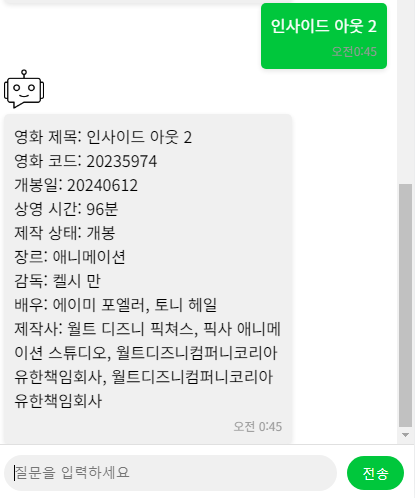 인사이드 아웃 2
오전0:45
영화 제목: 인사이드 아웃 2
영화 코드: 20235974
개봉일: 20240612
상영 시간: 96분
제작 상태: 개봉
장르: 애니메이션
감독: 켈시 만
배우: 에이미 포엘러, 토니 헤일
제작사: 월트 디즈니 픽쳐스, 픽사 애니메
이션 스튜디오, 월트디즈니컴퍼니코리아
유한책임회사, 월트디즈니컴퍼니코리아
유한책임회사
오전 0:45
질문을 입력하세요
전송